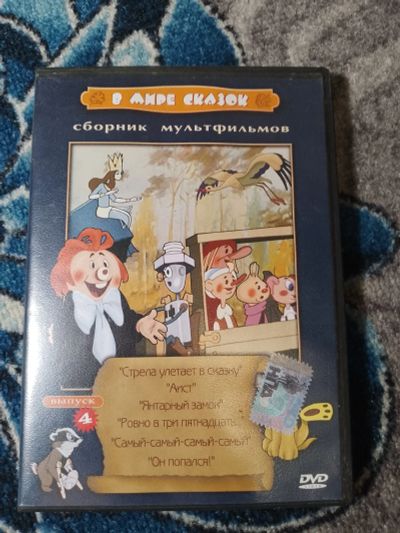 В МИРЕ СКАЗОК
сборник мультфильмов
"Стрела улетает в сказку"
"Аист"
"Янтарный замок"
"Ровно в три пятнадцать...
"Самый-самый-самый-самый"
"Он попался!"
выпуск
4
DVD